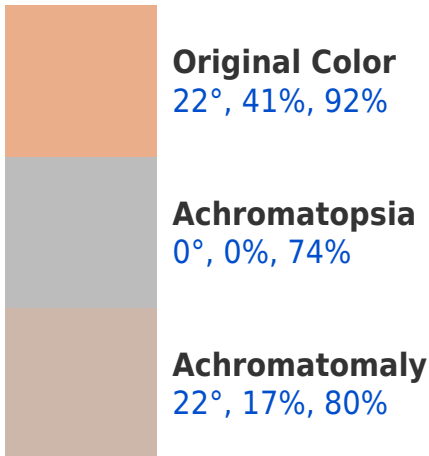 Original Color
22°, 41%, 92%
Achromatopsia
0°, 0%, 74%
Achromatomaly
22°, 17%, 80%